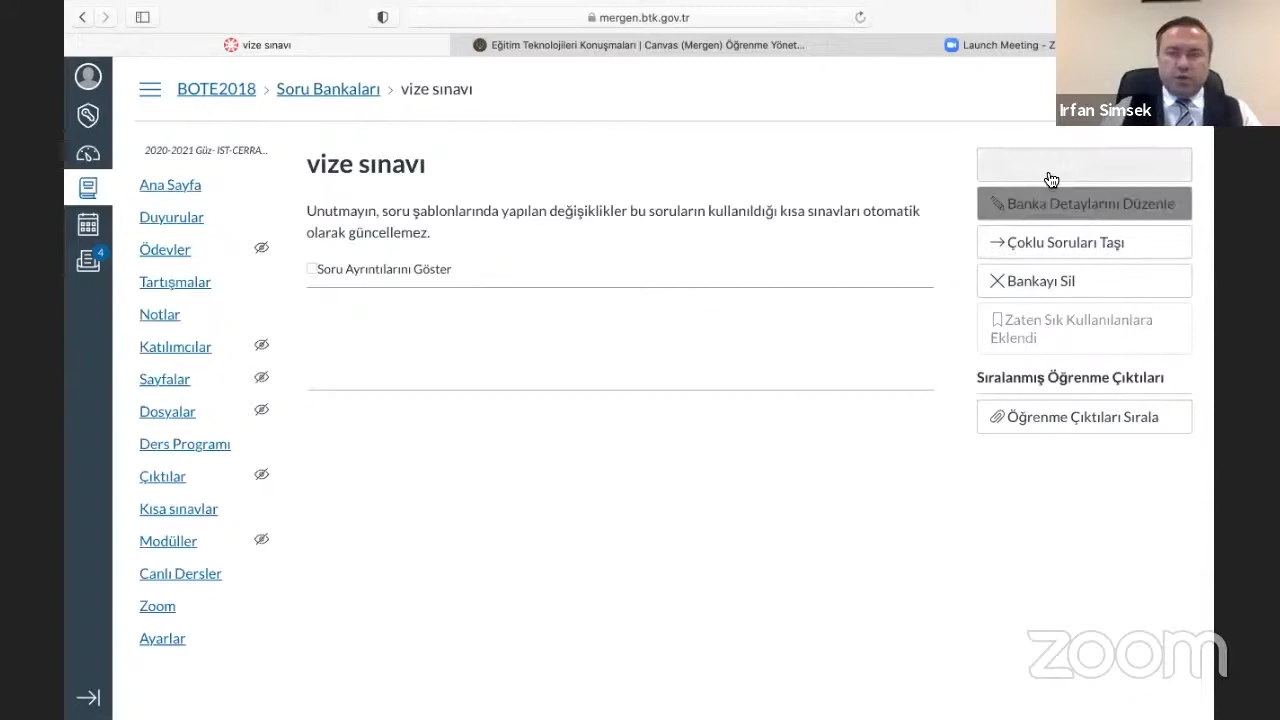 mergen.btk.gov.tr
vize sınavı
Eğitim Teknolojileri Konuşmaları | Canvas (Mergen) Öğrenme Yönet...
Launch Meeting - Z
Irfan Simsek
BOTE2018 > Soru Bankaları > vize sınavı
4
2020-2021 Güz- IST-CERRA...
Ana Sayfa
Duyurular
Ödevler
Tartışmalar
Notlar
Katılımcılar
Sayfalar
Dosyalar
Ders Programı
Çıktılar
Kısa sınavlar
Modüller
Canlı Dersler
Zoom
Ayarlar
vize sınavı
Unutmayın, soru şablonlarında yapılan değişiklikler bu soruların kullanıldığı kısa sınavları otomatik
olarak güncellemez.
Soru Ayrıntılarını Göster
Banka Detaylarını Düzenle
Çoklu Soruları Taşı
Bankayı Sil
Zaten Sık Kullanılanlara
Eklendi
Sıralanmış Öğrenme Çıktıları
Öğrenme Çıktıları Sırala
zoom